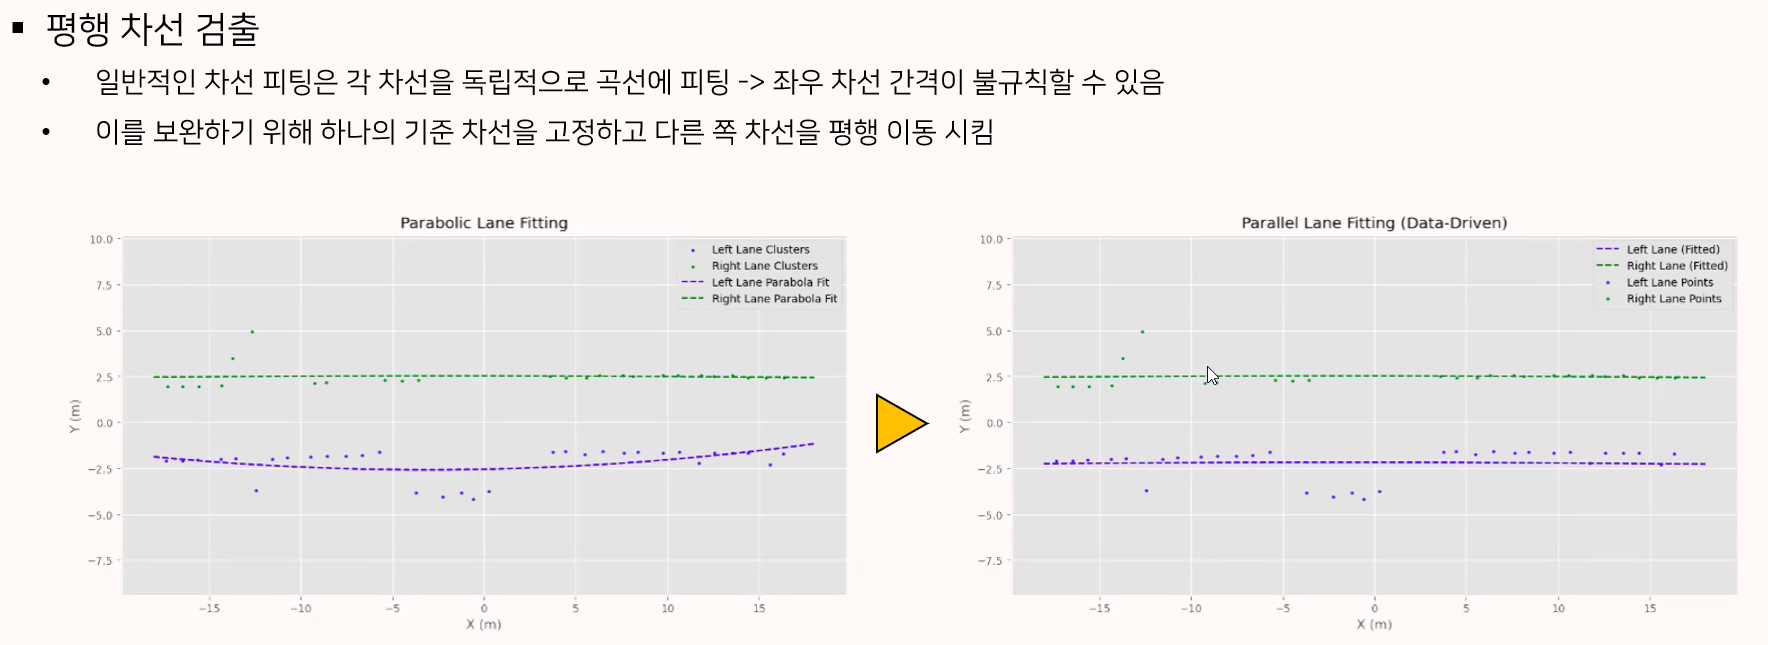 ▪ 평행 차선 검출
• 일반적인 차선 피팅은 각 차선을 독립적으로 곡선에 피팅 -> 좌우 차선 간격이 불규칙할 수 있음
• 이를 보완하기 위해 하나의 기준 차선을 고정하고 다른 쪽 차선을 평행 이동 시킴
Parabolic Lane Fitting
10.0
7.5
5.0
2.5
0.0
−2.5
−5.0
−7.5
Y (m)
Left Lane Clusters
Right Lane Clusters
Left Lane Parabola Fit
Right Lane Parabola Fit
−15 −10 −5 0 5 10 15
X (m)
Parallel Lane Fitting (Data-Driven)
10.0
7.5
5.0
2.5
0.0
−2.5
−5.0
−7.5
Y (m)
Left Lane (Fitted)
Right Lane (Fitted)
Left Lane Points
Right Lane Points
−15 −10 −5 0 5 10 15
X (m)